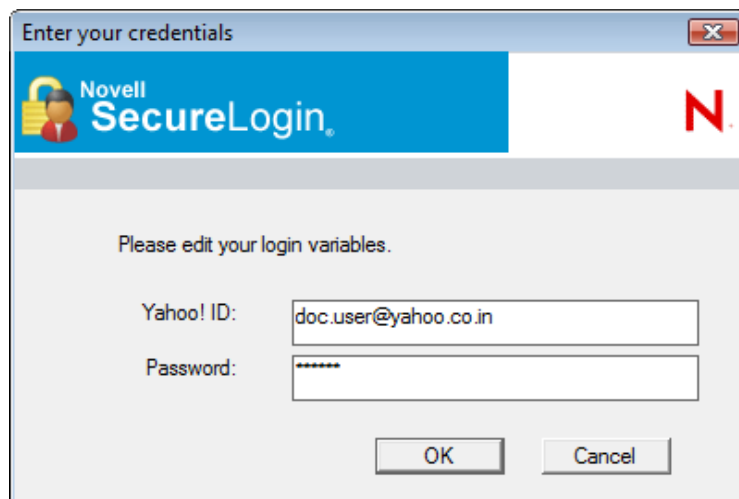 Enter your credentials
Novell
SecureLogin®
N
Please edit your login variables.
Yahoo! ID: doc.user@yahoo.co.in
Password: ******
OK Cancel